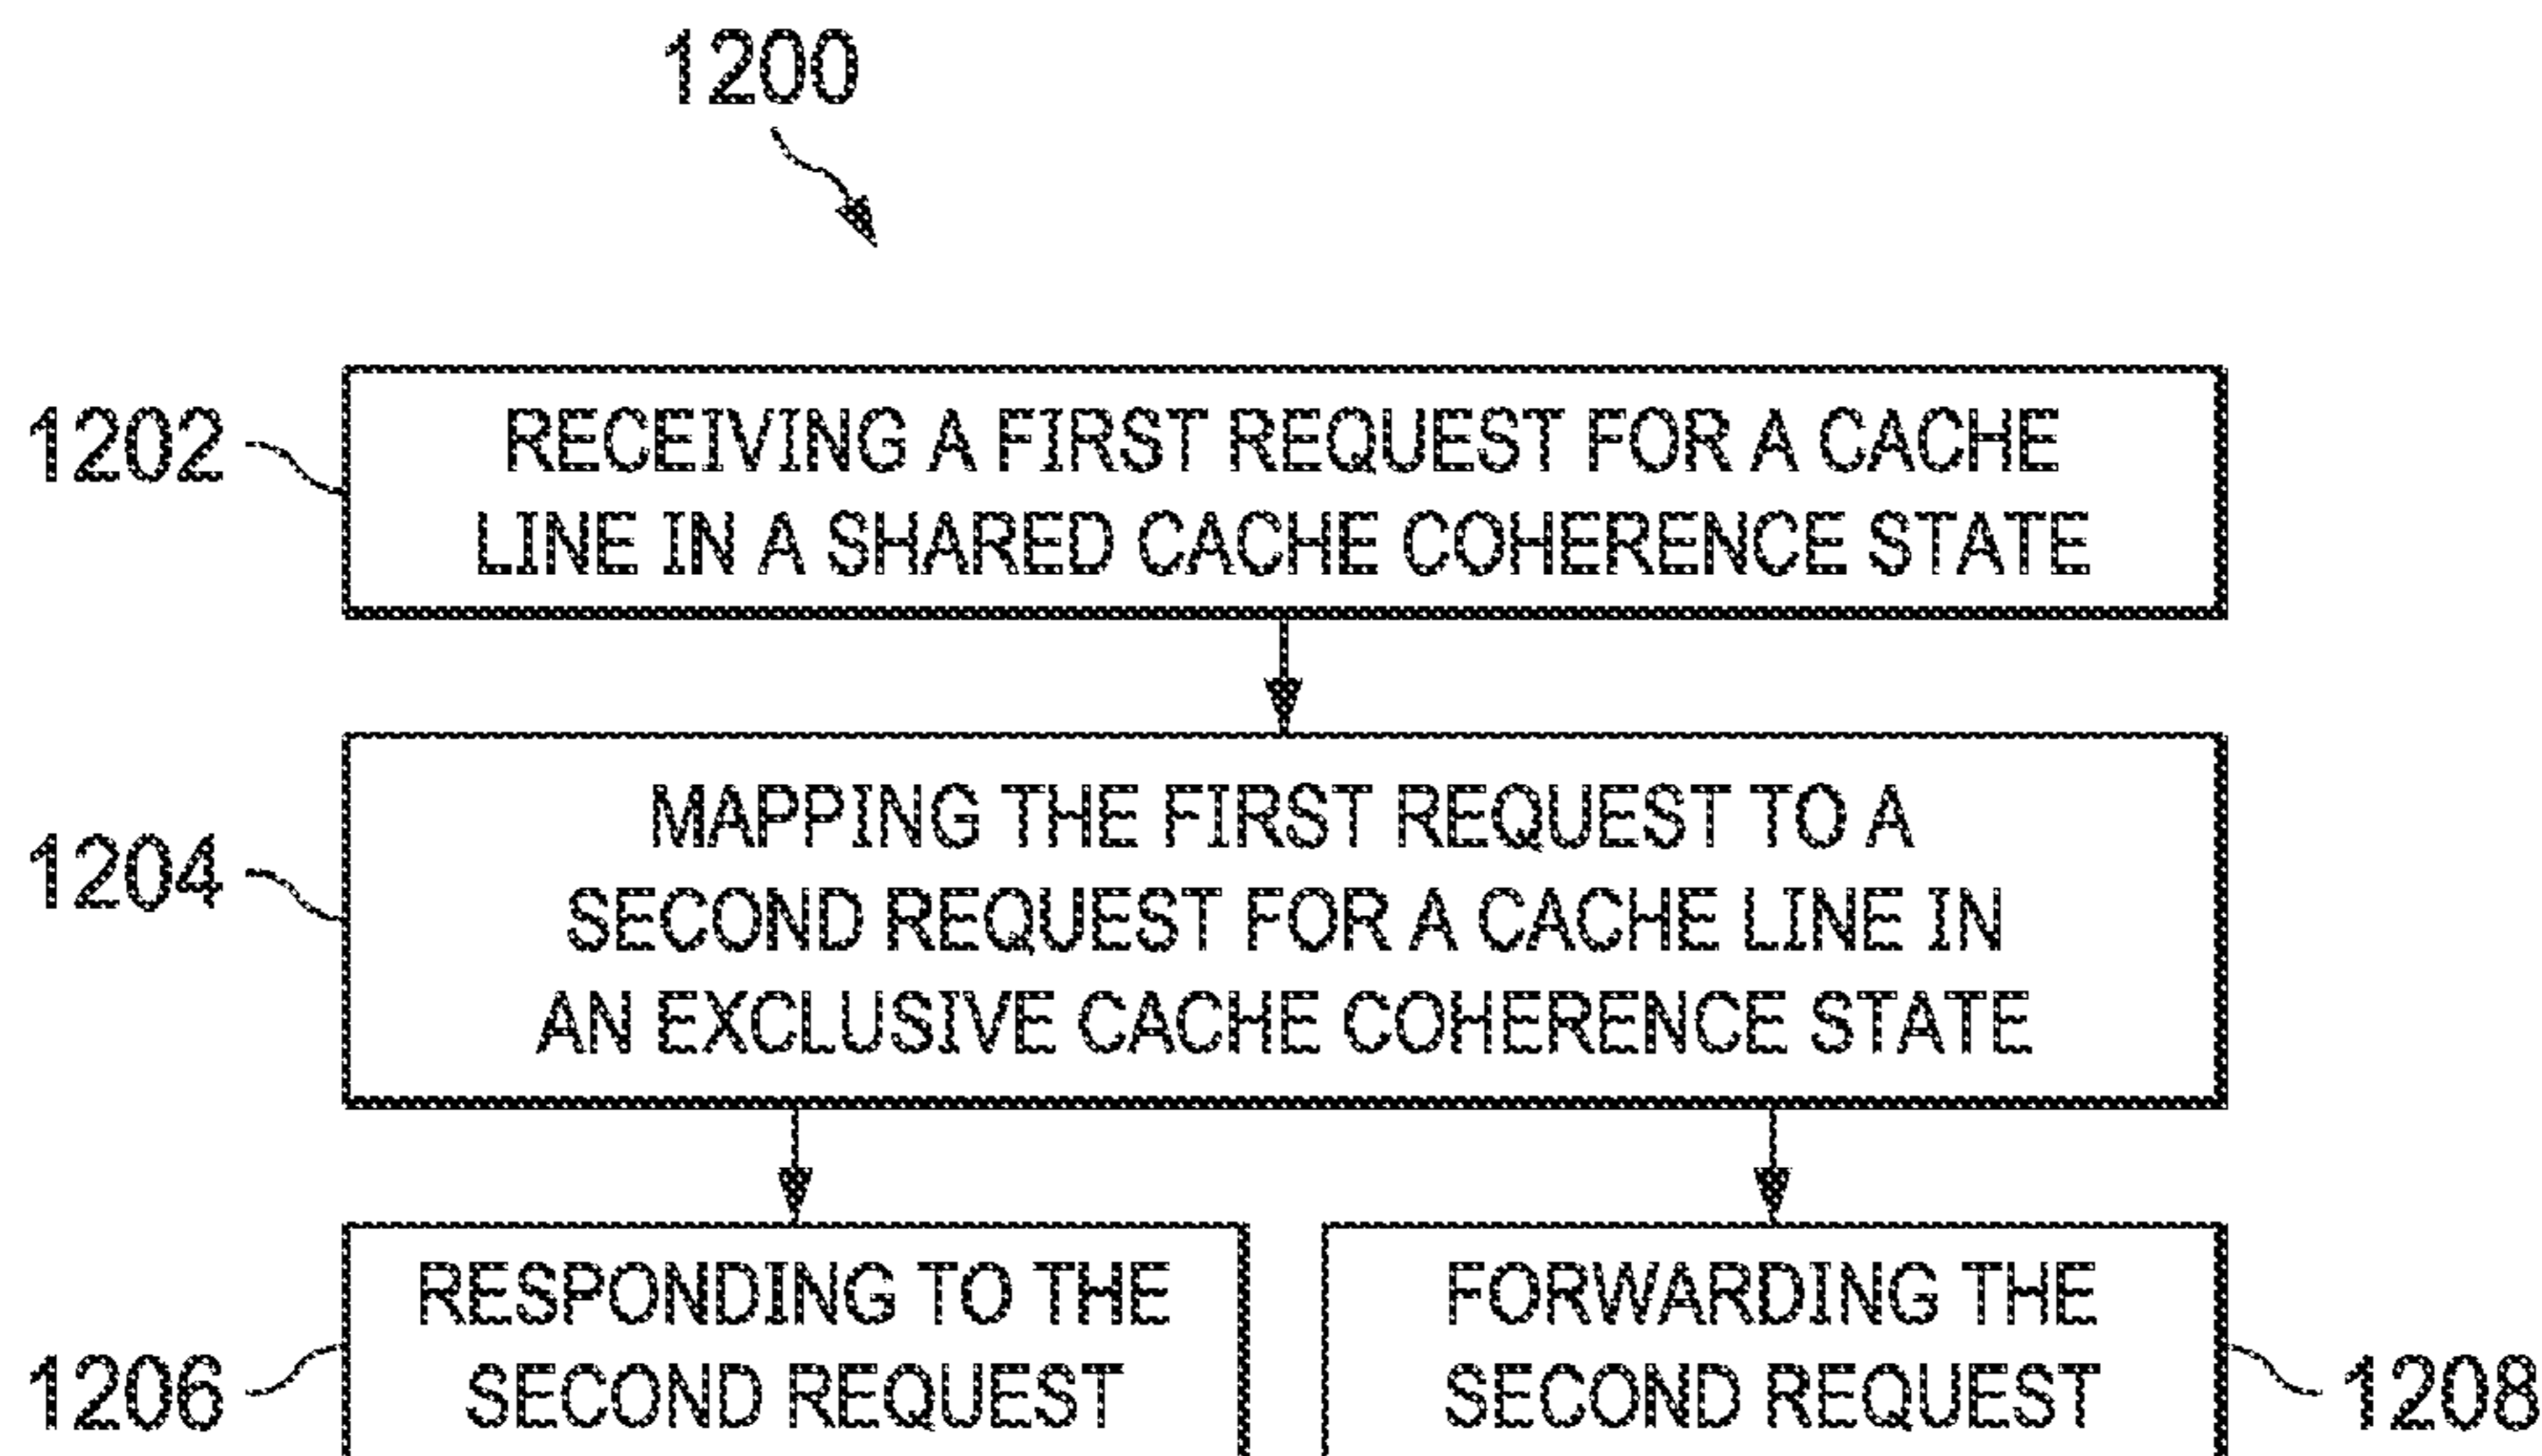 1200
1202
RECEIVING A FIRST REQUEST FOR A CACHE
LINE IN A SHARED CACHE COHERENCE STATE
1204
MAPPING THE FIRST REQUEST TO A
SECOND REQUEST FOR A CACHE LINE IN
AN EXCLUSIVE CACHE COHERENCE STATE
1206
RESPONDING TO THE
SECOND REQUEST
FORWARDING THE
SECOND REQUEST
1208